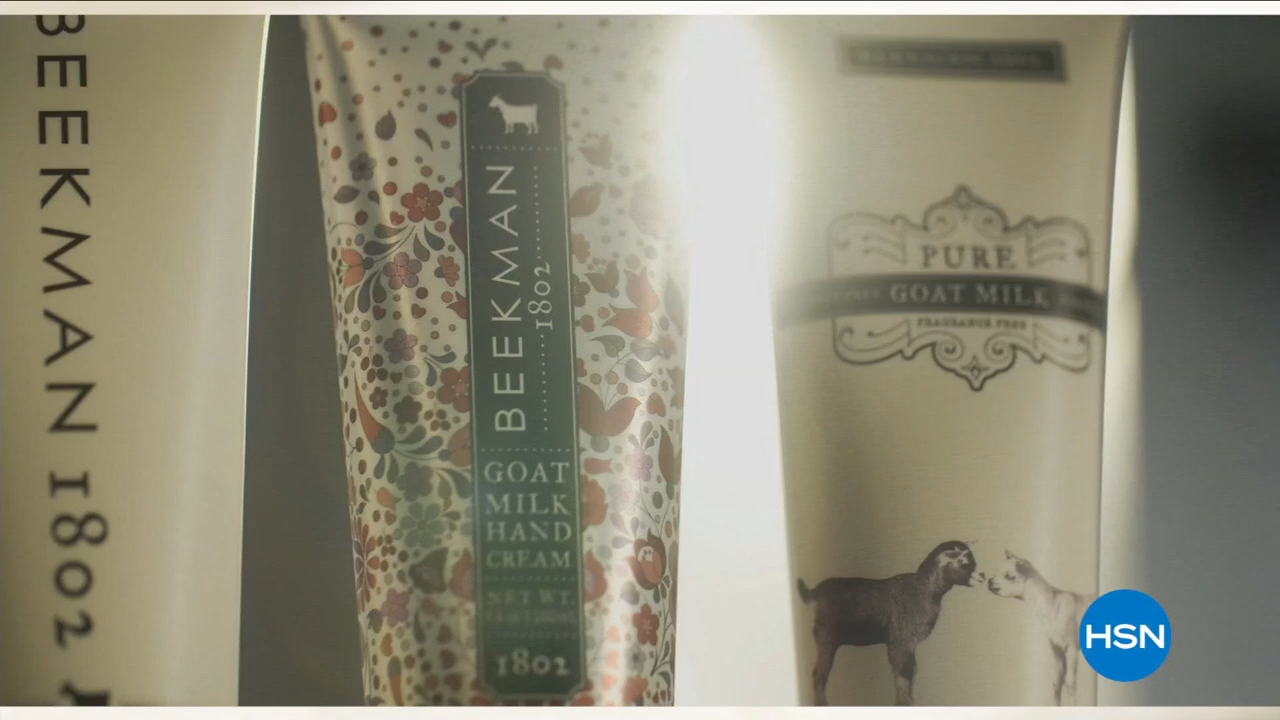 BEEKMAN 1802
BEEKMAN
1802
GOAT
MILK
HAND
CREAM
NET WT.
1802
PURE
GOAT MILK
FRAGRANCE FREE
HSN